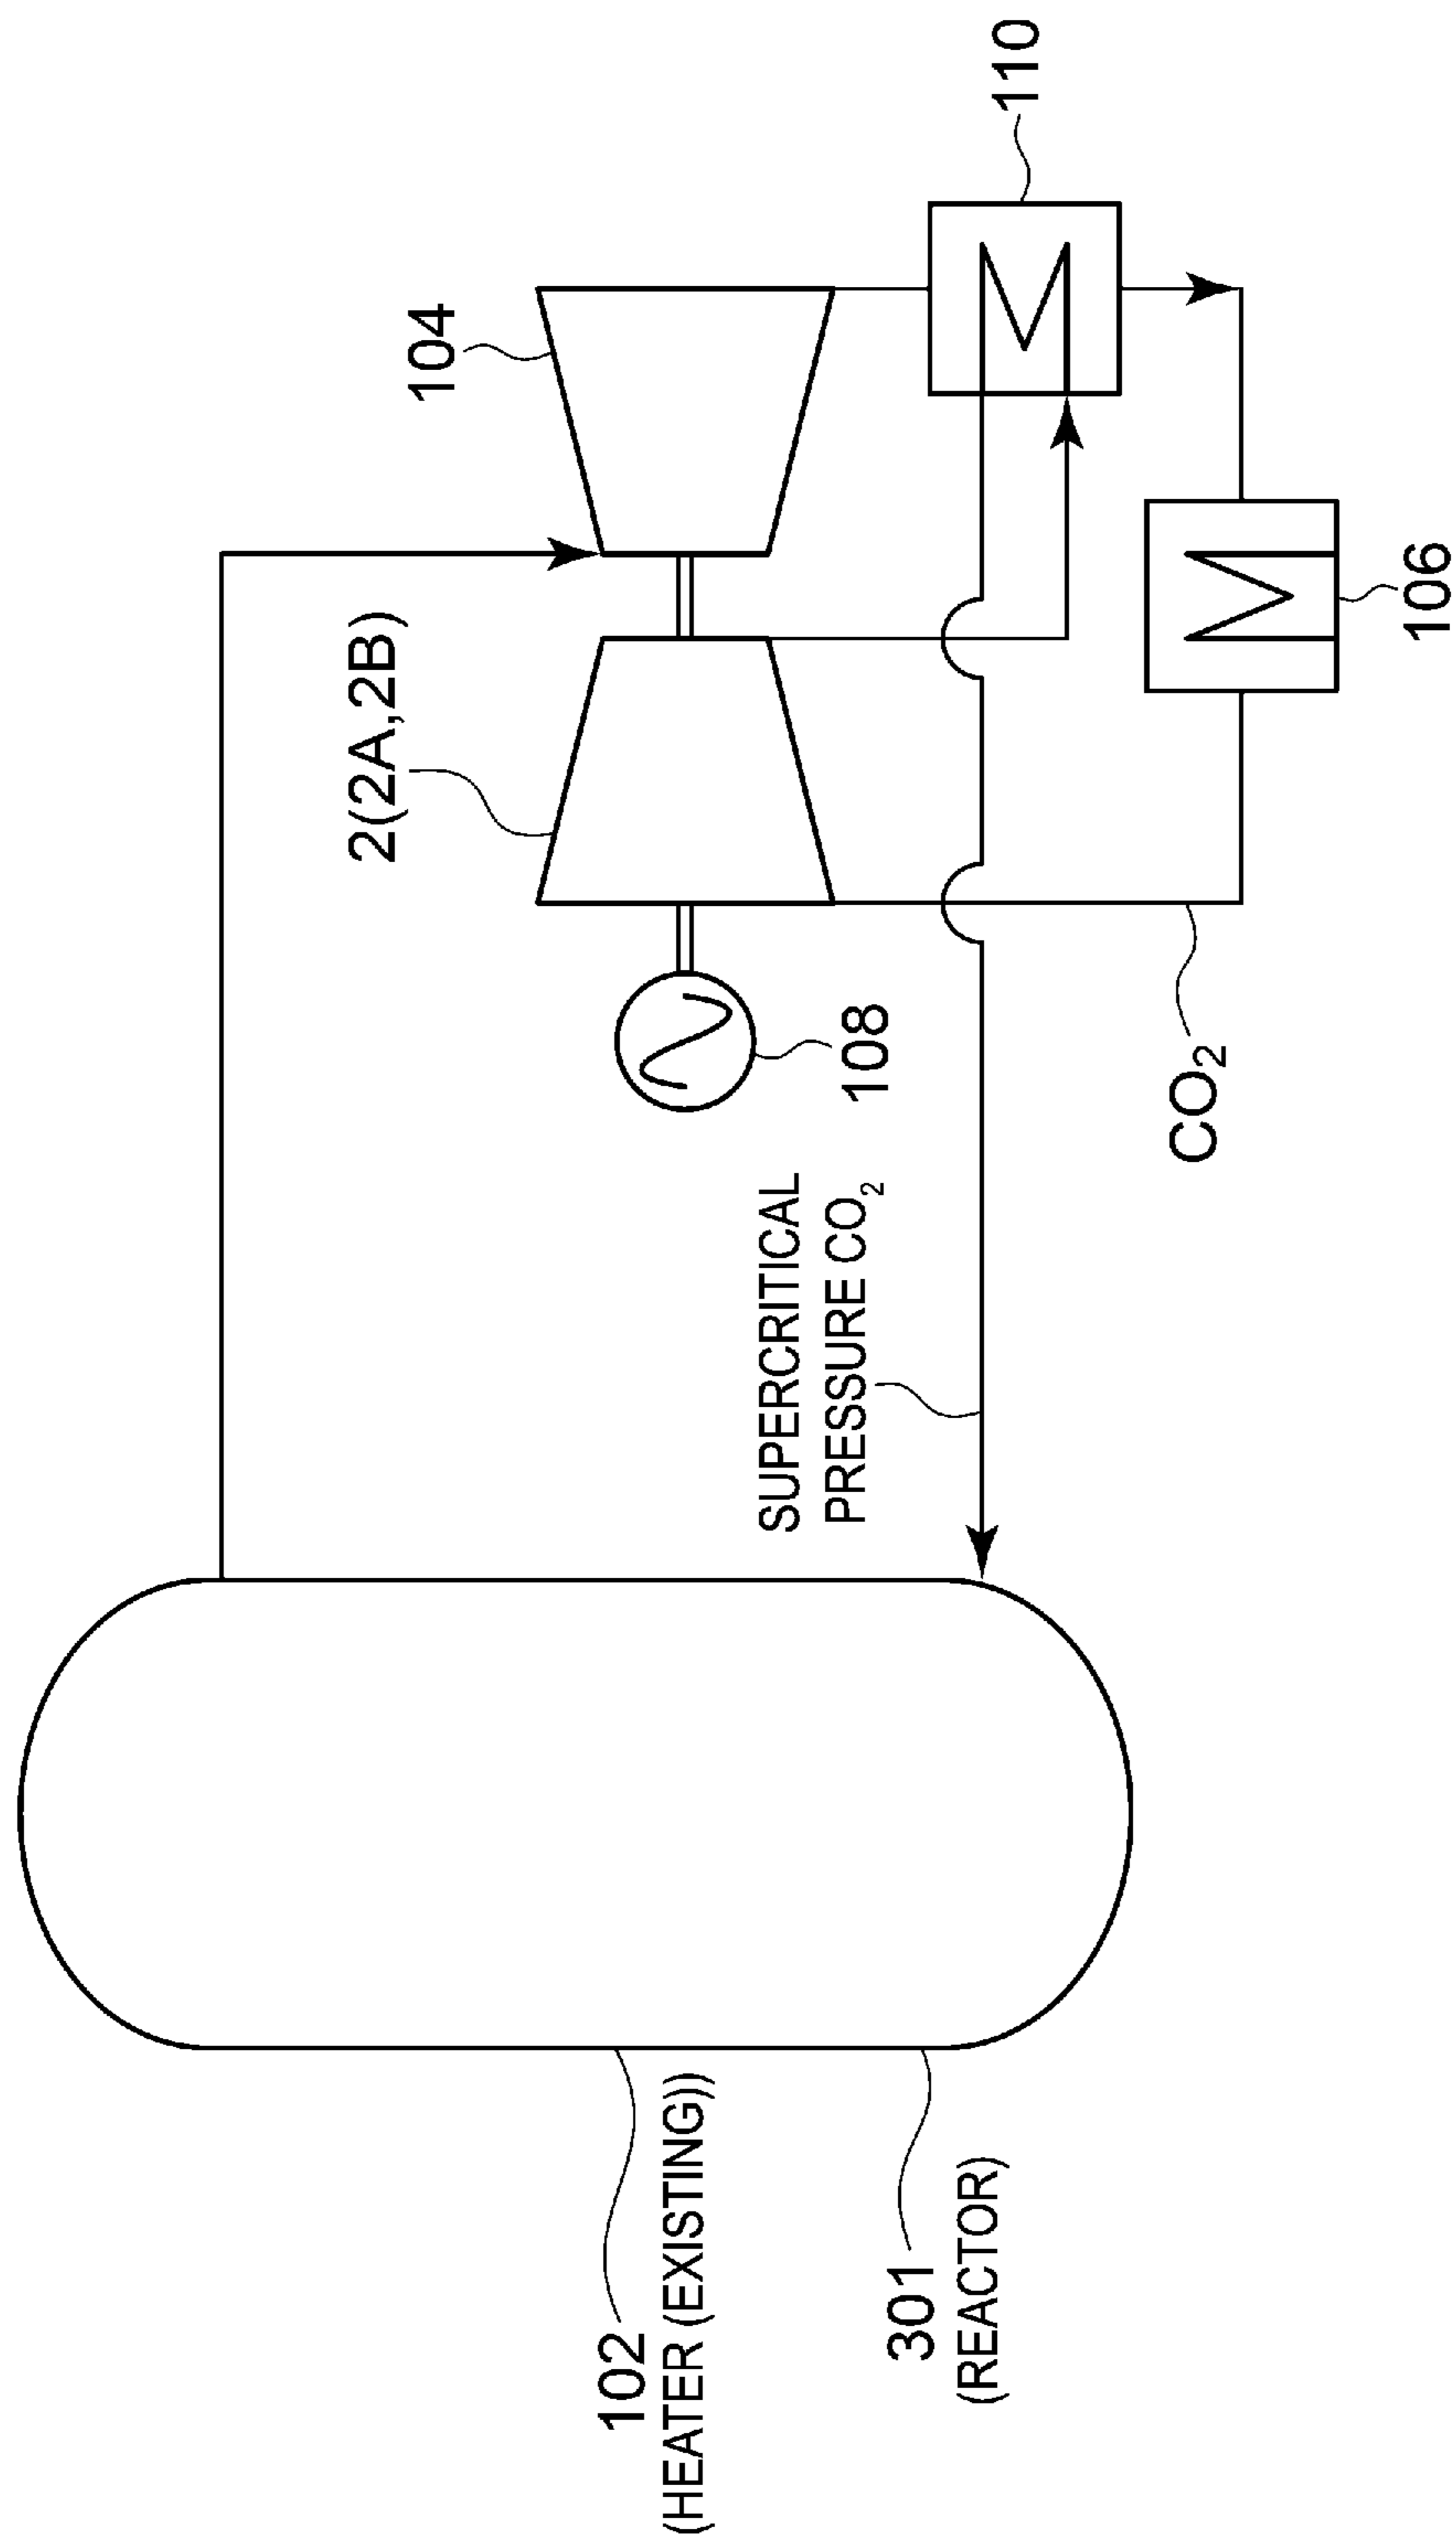 102
(HEATER (EXISTING))
301
(REACTOR)
SUPERCRITICAL
PRESSURE CO₂
108
CO₂
2(2A,2B)
104
106
110